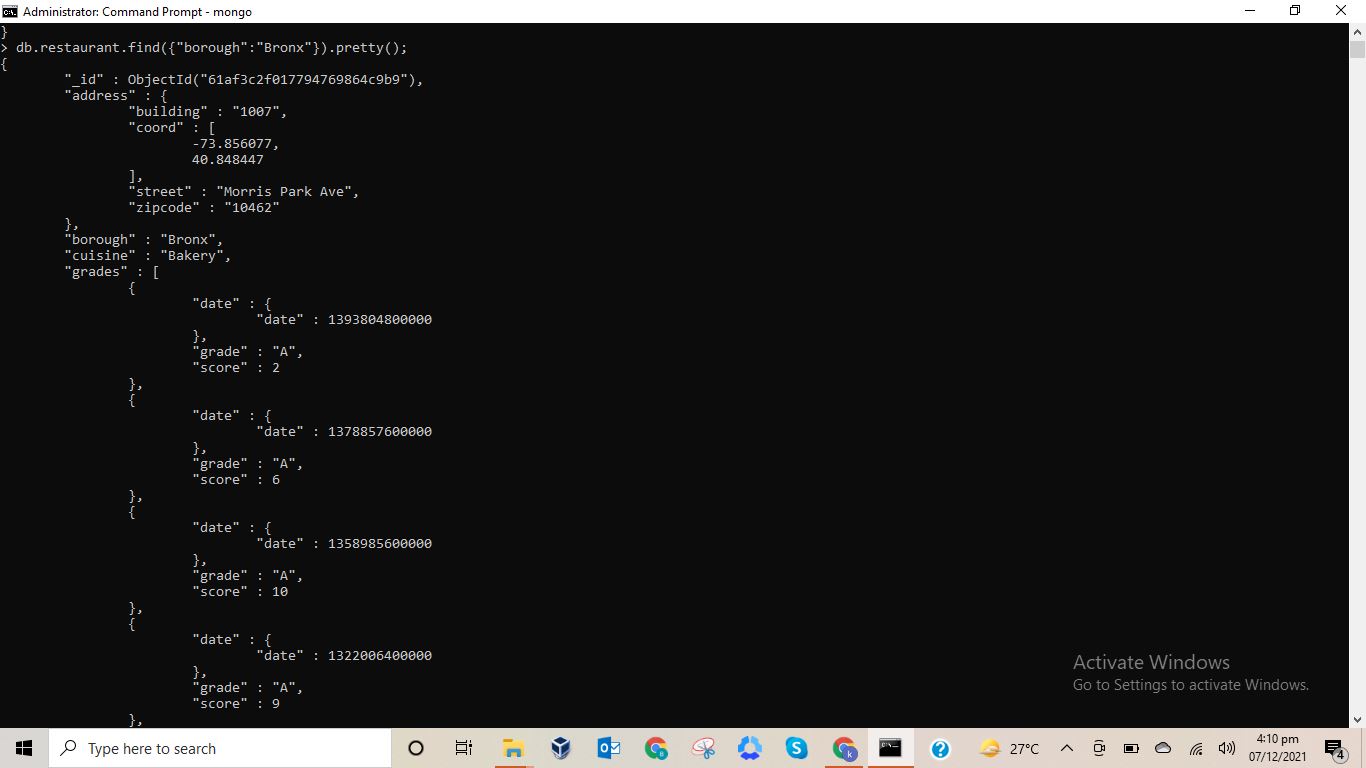 Administrator: Command Prompt - mongo
}
> db.restaurant.find({"borough":"Bronx"}).pretty();
{
        "_id" : ObjectId("61af3c2f017794769864c9b9"),
        "address" : {
                "building" : "1007",
                "coord" : [
                        -73.856077,
                        40.848447
                ],
                "street" : "Morris Park Ave",
                "zipcode" : "10462"
        },
        "borough" : "Bronx",
        "cuisine" : "Bakery",
        "grades" : [
                {
                        "date" : {
                                "date" : 1393804800000
                        },
                        "grade" : "A",
                        "score" : 2
                },
                {
                        "date" : {
                                "date" : 1378857600000
                        },
                        "grade" : "A",
                        "score" : 6
                },
                {
                        "date" : {
                                "date" : 1358985600000
                        },
                        "grade" : "A",
                        "score" : 10
                },
                {
                        "date" : {
                                "date" : 1322006400000
                        },
                        "grade" : "A",
                        "score" : 9
                },
Activate Windows
Go to Settings to activate Windows.
Type here to search
27°C
4:10 pm
07/12/2021
4